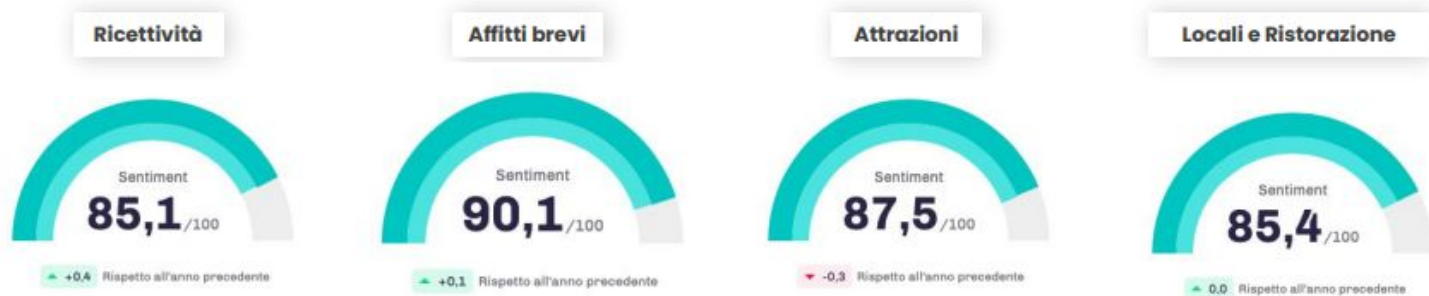 Ricettività
Affitti brevi
Attrazioni
Locali e Ristorazione
Sentiment
85,1/100
+0,4 Rispetto all'anno precedente
Sentiment
90,1/100
+0,1 Rispetto all'anno precedente
Sentiment
87,5/100
-0,3 Rispetto all'anno precedente
Sentiment
85,4/100
0,0 Rispetto all'anno precedente